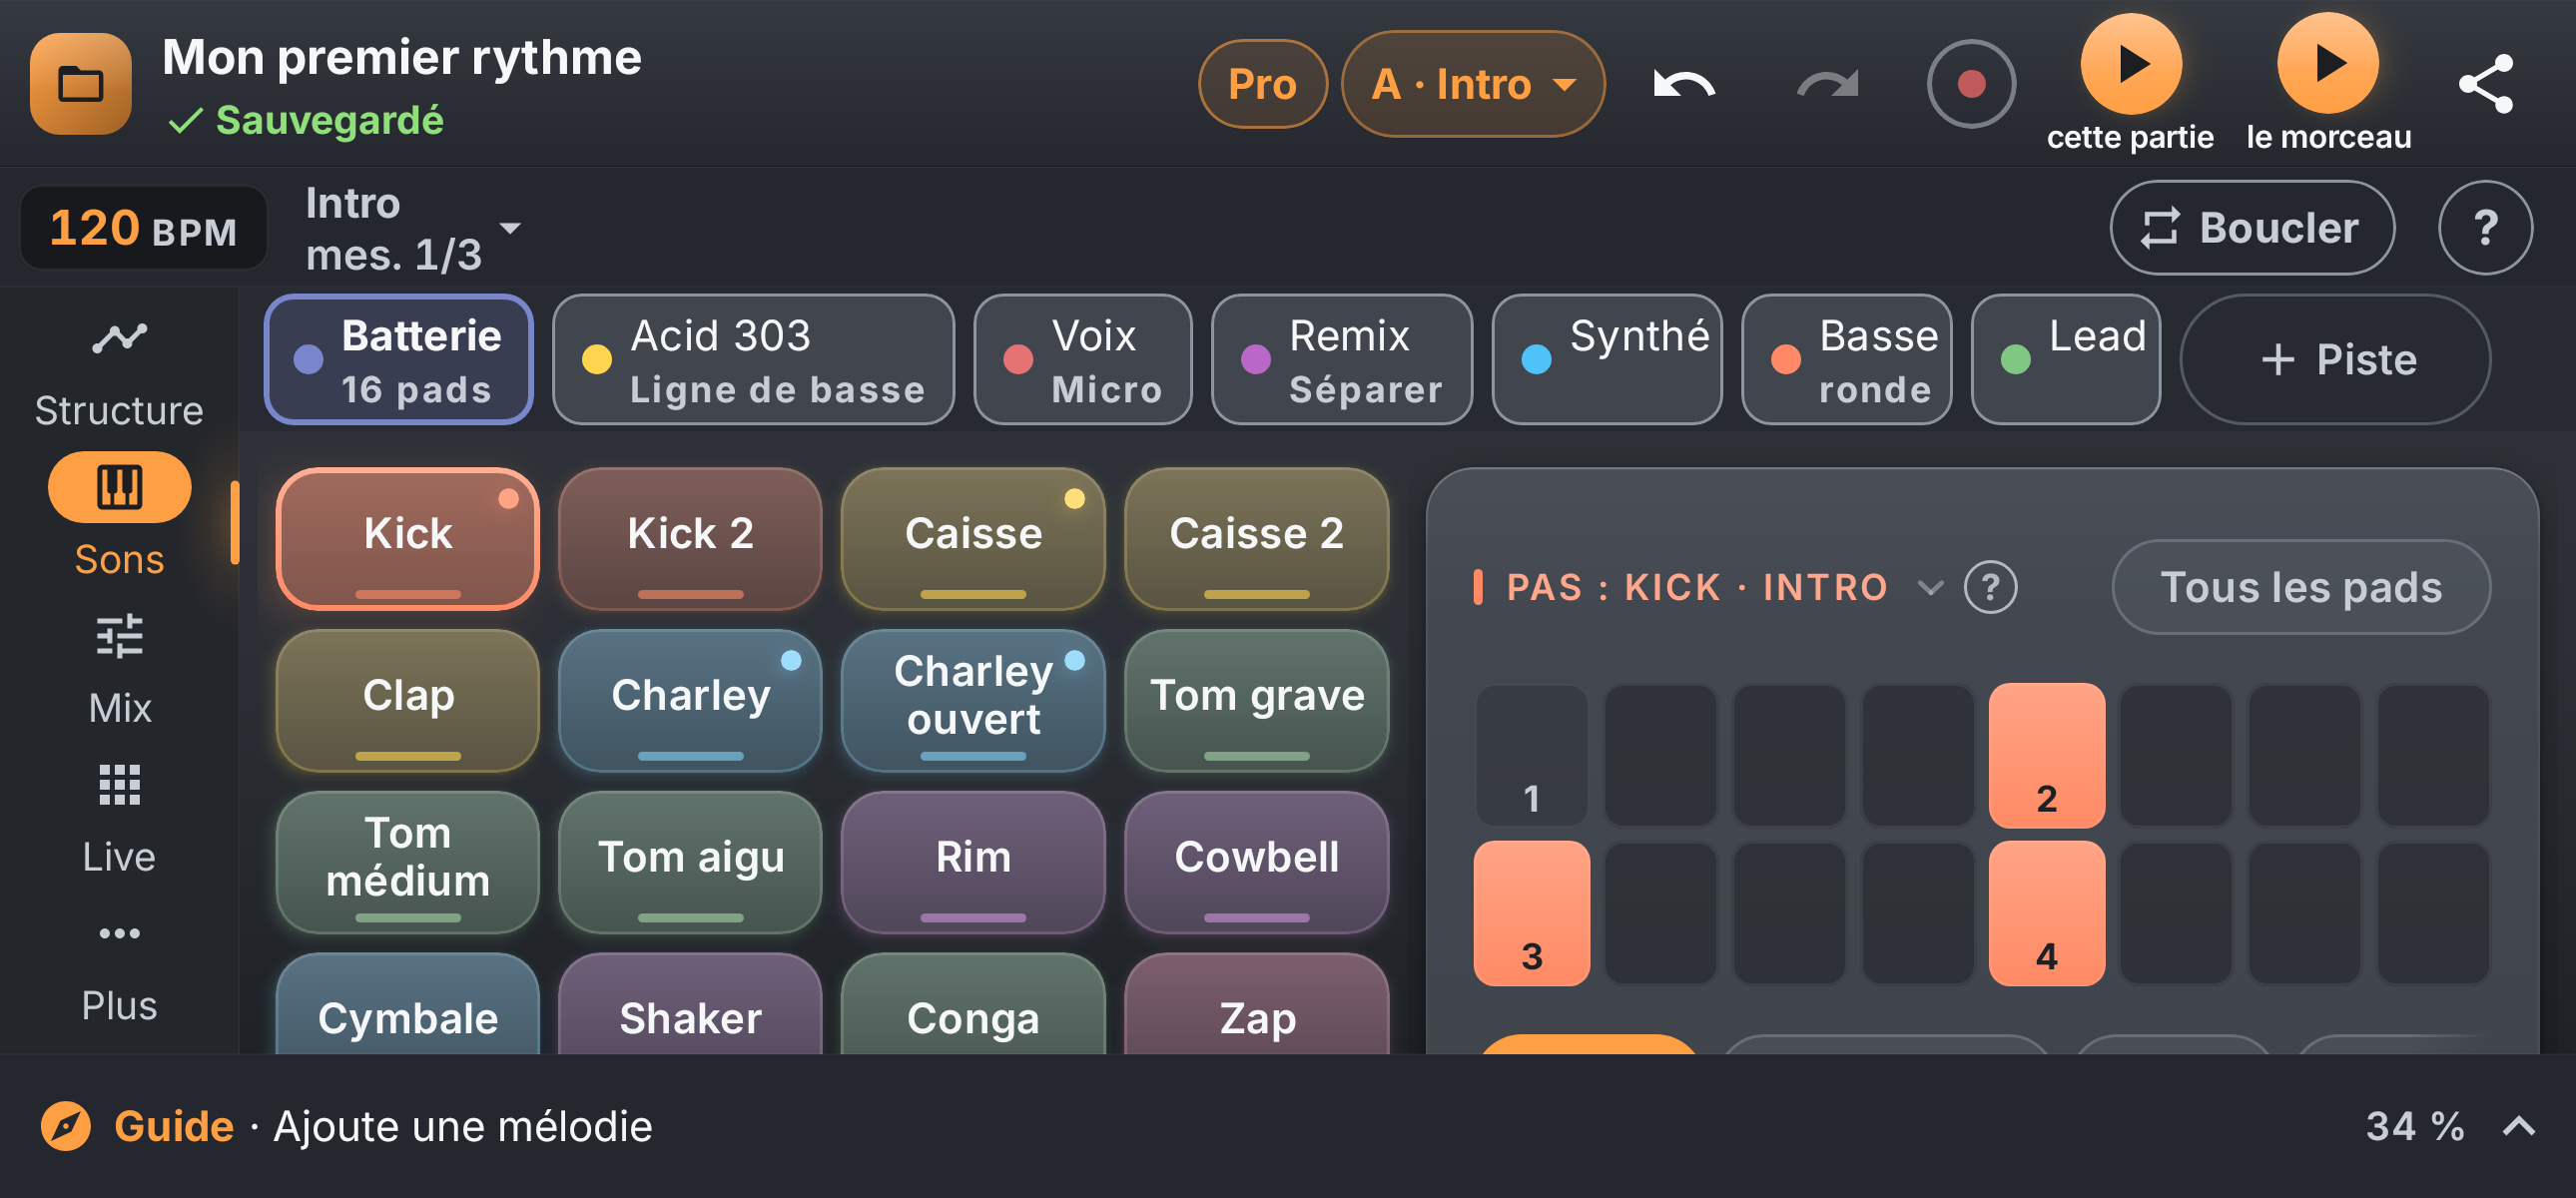 Mon premier rythme
Sauvegardé
Pro
A · Intro
cette partie
le morceau
120 BPM
Intro
mes. 1/3
Boucler
?
Structure
Sons
Mix
Live
Plus
Batterie
16 pads
Acid 303
Ligne de basse
Voix
Micro
Remix
Séparer
Synthé
Basse
ronde
Lead
+ Piste
Kick
Kick 2
Caisse
Caisse 2
Clap
Charley
Charley
ouvert
Tom grave
Tom
médium
Tom aigu
Rim
Cowbell
Cymbale
Shaker
Conga
Zap
PAS : KICK · INTRO
?
Tous les pads
1
2
3
4
Guide · Ajoute une mélodie
34 %